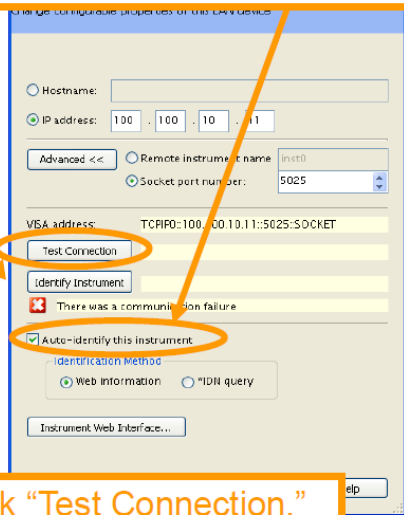 Change configurable properties of this LAN device
Hostname:
IP address: 100 . 100 . 10 . 11
Advanced << Remote instrument name inst0
Socket port number: 5025
VISA address: TCPIP0::100.100.10.11::5025::SOCKET
Test Connection
Identify Instrument
There was a communication failure
Auto-identify this instrument
Identification Method
Web information *IDN query
Instrument Web Interface...
elp
k "Test Connection."